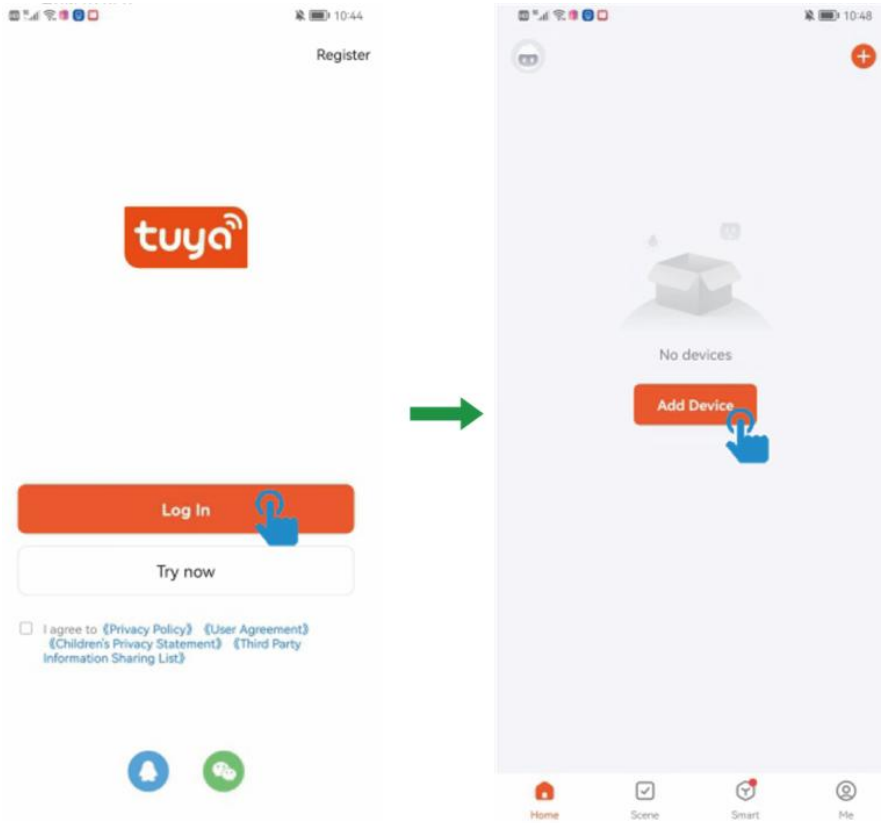 10:44
Register
tuya
Log In
Try now
I agree to 《Privacy Policy》 《User Agreement》
《Children's Privacy Statement》 《Third Party
Information Sharing List》
10:48
No devices
Add Device
Home
Scene
Smart
Me